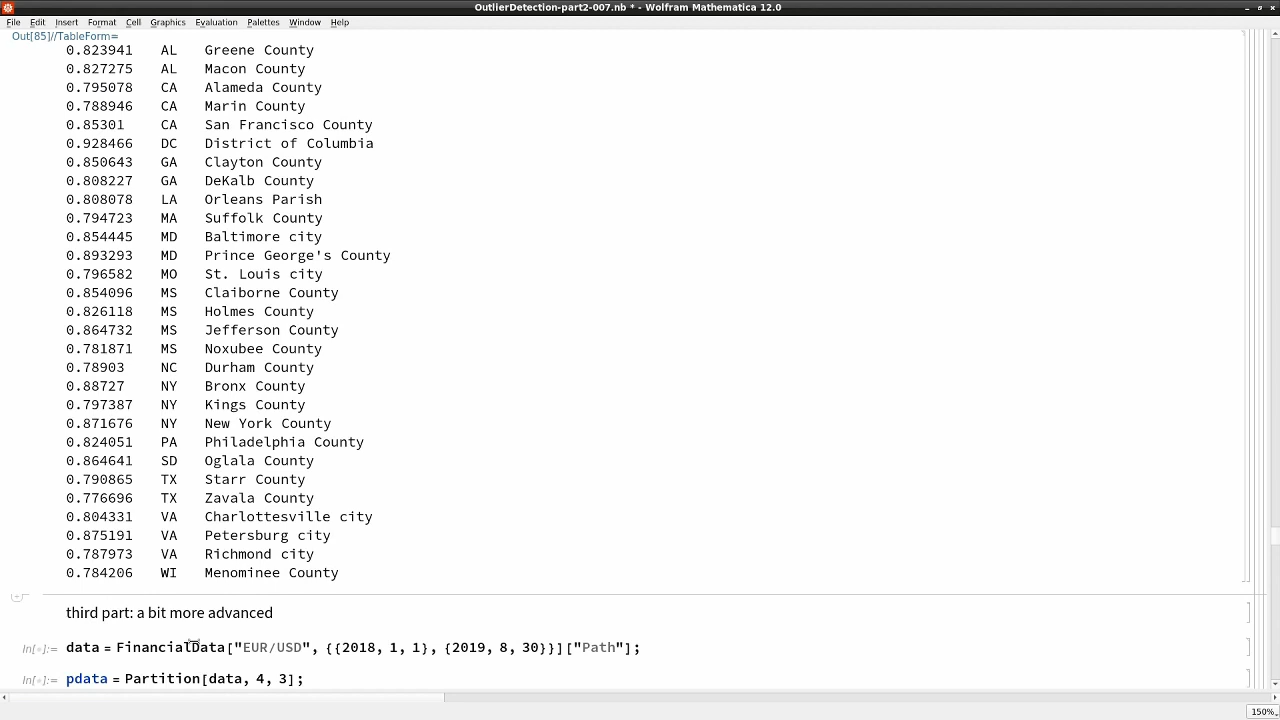 OutlierDetection-part2-007.nb * - Wolfram Mathematica 12.0
File Edit Insert Format Cell Graphics Evaluation Palettes Window Help
Out[85]//TableForm=
0.823941 AL Greene County
0.827275 AL Macon County
0.795078 CA Alameda County
0.788946 CA Marin County
0.85301 CA San Francisco County
0.928466 DC District of Columbia
0.850643 GA Clayton County
0.808227 GA DeKalb County
0.808078 LA Orleans Parish
0.794723 MA Suffolk County
0.854445 MD Baltimore city
0.893293 MD Prince George's County
0.796582 MO St. Louis city
0.854096 MS Claiborne County
0.826118 MS Holmes County
0.864732 MS Jefferson County
0.781871 MS Noxubee County
0.78903 NC Durham County
0.88727 NY Bronx County
0.797387 NY Kings County
0.871676 NY New York County
0.824051 PA Philadelphia County
0.864641 SD Oglala County
0.790865 TX Starr County
0.776696 TX Zavala County
0.804331 VA Charlottesville city
0.875191 VA Petersburg city
0.787973 VA Richmond city
0.784206 WI Menominee County
third part: a bit more advanced
In[∘]:= data = FinancialData["EUR/USD", {{2018, 1, 1}, {2019, 8, 30}}]["Path"];
In[∘]:= pdata = Partition[data, 4, 3];
150%